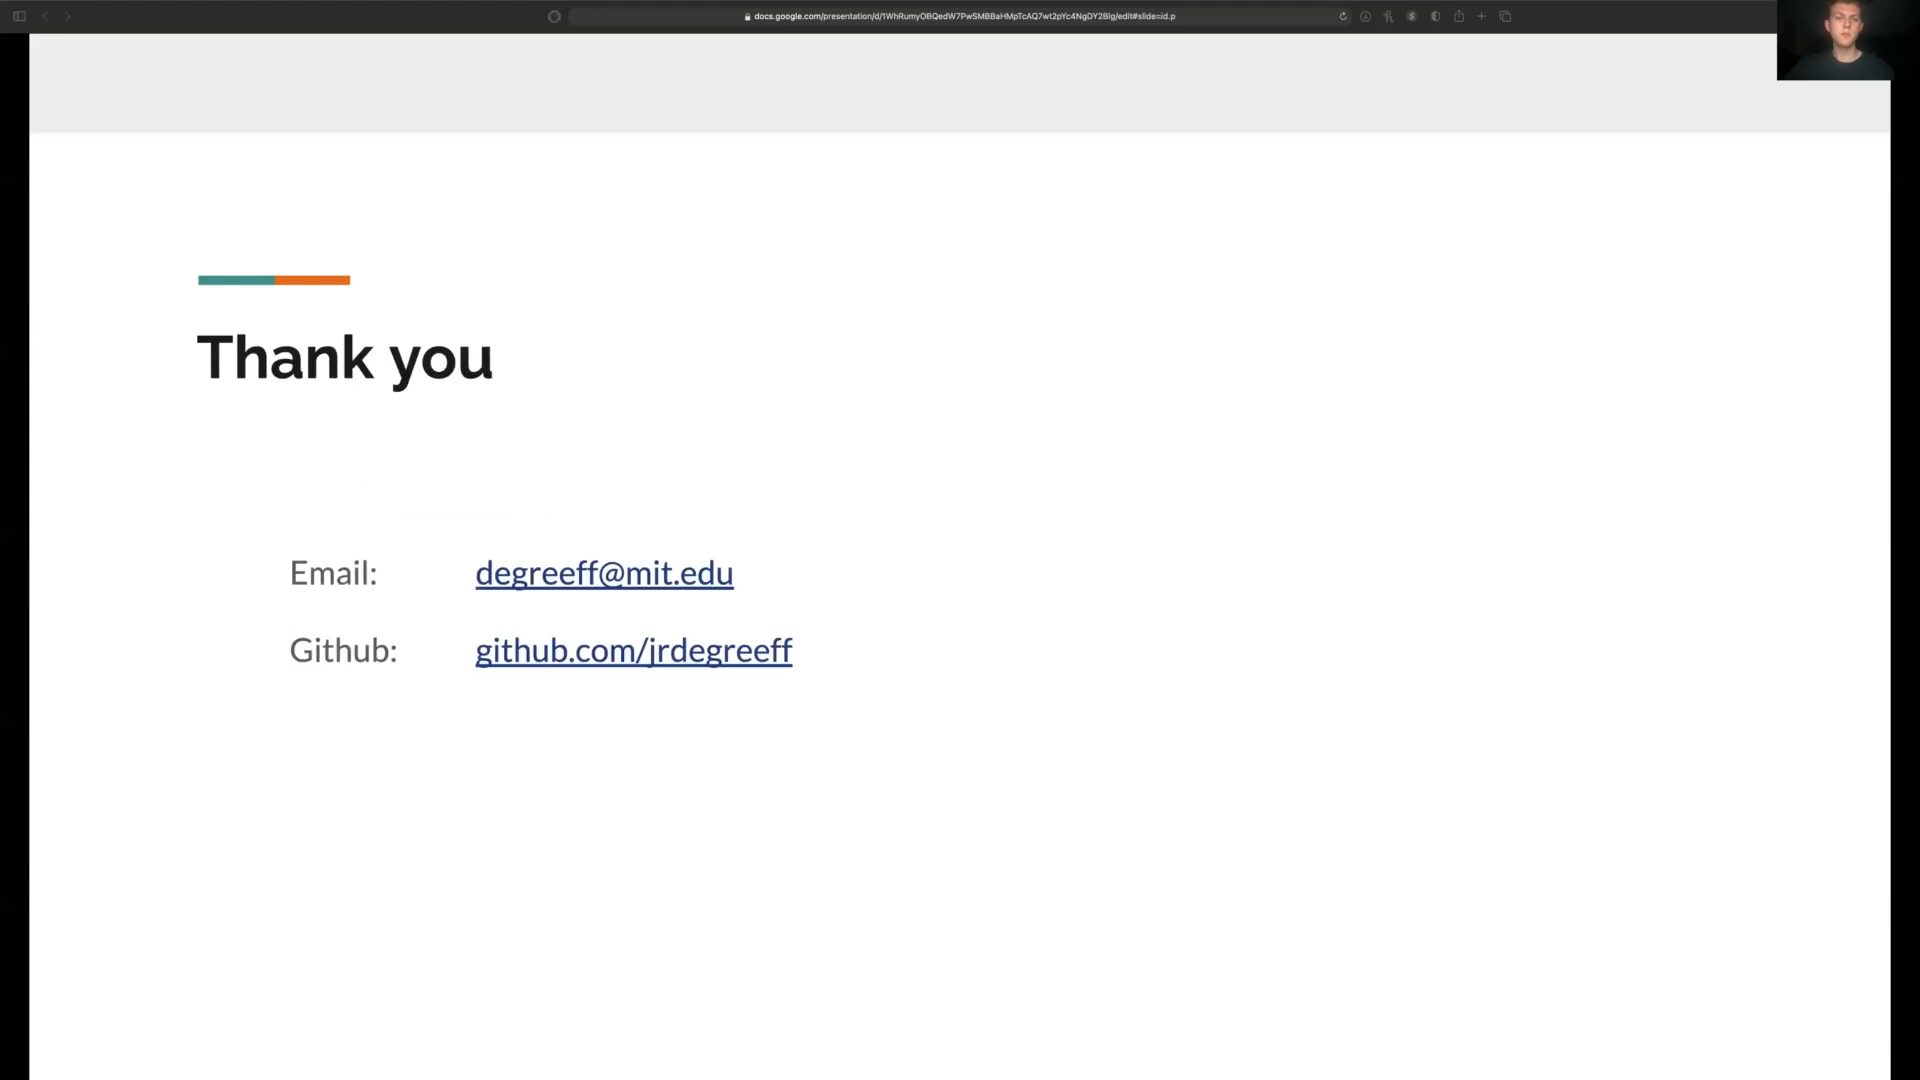 docs.google.com/presentation/d/1WhRumyOBQedW7PwSMBBaHMpTcAQ7wt2pYc4NgDY2Blg/edit#slide=id.p
Thank you
Email: degreeff@mit.edu
Github: github.com/jrdegreeff